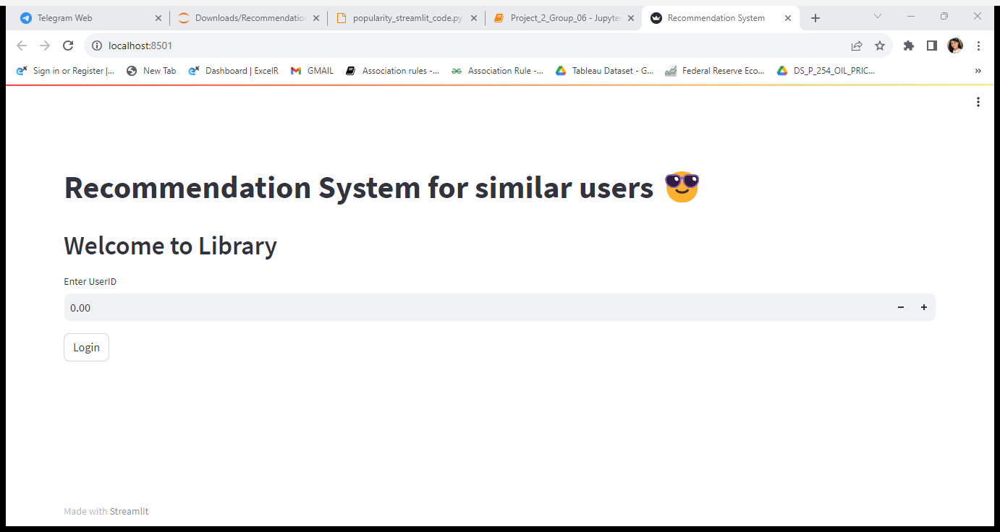 Telegram Web
Downloads/Recommendatio
popularity_streamlit_code.py
Project_2_Group_06 - Jupyte
Recommendation System
localhost:8501
Sign in or Register |...
New Tab
Dashboard | ExcelR
GMAIL
Association rules -...
Association Rule -...
Tableau Dataset - G...
Federal Reserve Eco...
DS_P_254_OIL_PRIC...
»
Recommendation System for similar users 😎
Welcome to Library
Enter UserID
0.00
Login
Made with Streamlit